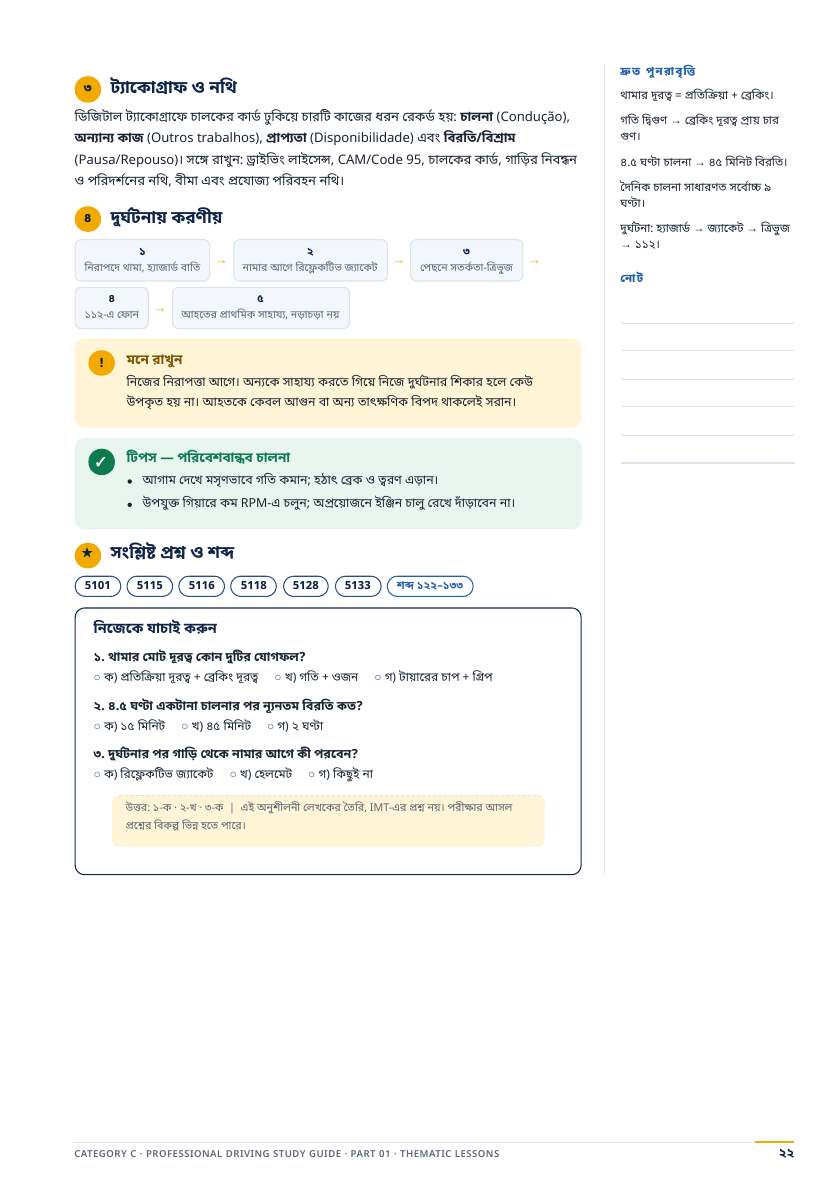 ৩ ট্যাকোগ্রাফ ও নথি
ডিজিটাল ট্যাকোগ্রাফে চালকের কার্ড ঢুকিয়ে চারটি কাজের ধরন রেকর্ড হয়: চালনা (Condução),
অন্যান্য কাজ (Outros trabalhos), প্রাপ্যতা (Disponibilidade) এবং বিরতি/বিশ্রাম
(Pausa/Repouso)। সঙ্গে রাখুন: ড্রাইভিং লাইসেন্স, CAM/Code 95, চালকের কার্ড, গাড়ির নিবন্ধন
ও পরিদর্শনের নথি, বীমা এবং প্রযোজ্য পরিবহন নথি।
৪ দুর্ঘটনায় করণীয়
১
নিরাপদে থামা, হ্যাজার্ড বাতি
→
২
নামার আগে রিফ্লেকটিভ জ্যাকেট
→
৩
পেছনে সতর্কতা-ত্রিভুজ
→
৪
১১২-এ ফোন
→
৫
আহতের প্রাথমিক সাহায্য, নড়াচড়া নয়
! মনে রাখুন
নিজের নিরাপত্তা আগে। অন্যকে সাহায্য করতে গিয়ে নিজে দুর্ঘটনার শিকার হলে কেউ
উপকৃত হয় না। আহতকে কেবল আগুন বা অন্য তাৎক্ষণিক বিপদ থাকলেই সরান।
✓ টিপস — পরিবেশবান্ধব চালনা
• আগাম দেখে মসৃণভাবে গতি কমান; হঠাৎ ব্রেক ও ত্বরণ এড়ান।
• উপযুক্ত গিয়ারে কম RPM-এ চলুন; অপ্রয়োজনে ইঞ্জিন চালু রেখে দাঁড়াবেন না।
★ সংশ্লিষ্ট প্রশ্ন ও শব্দ
5101 5115 5116 5118 5128 5133 শব্দ ১২২–১৩৩
নিজেকে যাচাই করুন
১. থামার মোট দূরত্ব কোন দুটির যোগফল?
○ ক) প্রতিক্রিয়া দূরত্ব + ব্রেকিং দূরত্ব ○ খ) গতি + ওজন ○ গ) টায়ারের চাপ + গ্রিপ
২. ৪.৫ ঘণ্টা একটানা চালনার পর ন্যূনতম বিরতি কত?
○ ক) ১৫ মিনিট ○ খ) ৪৫ মিনিট ○ গ) ২ ঘণ্টা
৩. দুর্ঘটনার পর গাড়ি থেকে নামার আগে কী পরবেন?
○ ক) রিফ্লেকটিভ জ্যাকেট ○ খ) হেলমেট ○ গ) কিছুই না
উত্তর: ১-ক · ২-খ · ৩-ক | এই অনুশীলনী লেখকের তৈরি, IMT-এর প্রশ্ন নয়। পরীক্ষার আসল
প্রশ্নের বিকল্প ভিন্ন হতে পারে।
দ্রুত পুনরাবৃত্তি
থামার দূরত্ব = প্রতিক্রিয়া + ব্রেকিং।
গতি দ্বিগুণ → ব্রেকিং দূরত্ব প্রায় চার
গুণ।
৪.৫ ঘণ্টা চালনা → ৪৫ মিনিট বিরতি।
দৈনিক চালনা সাধারণত সর্বোচ্চ ৯
ঘণ্টা।
দুর্ঘটনা: হ্যাজার্ড → জ্যাকেট → ত্রিভুজ
→ ১১২।
নোট
CATEGORY C · PROFESSIONAL DRIVING STUDY GUIDE · PART 01 · THEMATIC LESSONS
২২